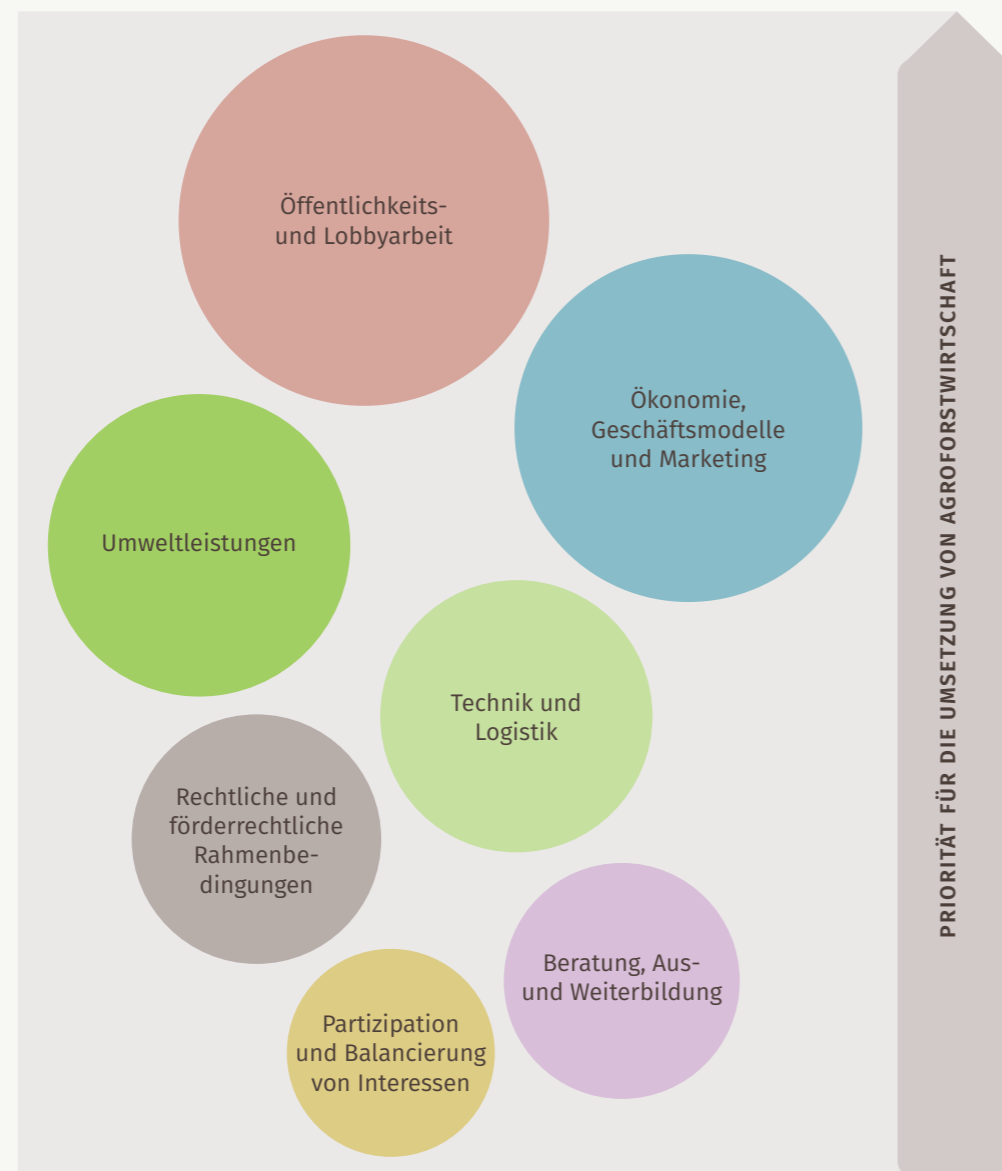 Öffentlichkeits-
und Lobbyarbeit
Ökonomie,
Geschäftsmodelle
und Marketing
Umweltleistungen
Technik und
Logistik
Rechtliche und
förderrechtliche
Rahmenbe-
dingungen
Beratung, Aus-
und Weiterbildung
Partizipation
und Balancierung
von Interessen
PRIORITÄT FÜR DIE UMSETZUNG VON AGROFORSTWIRTSCHAFT